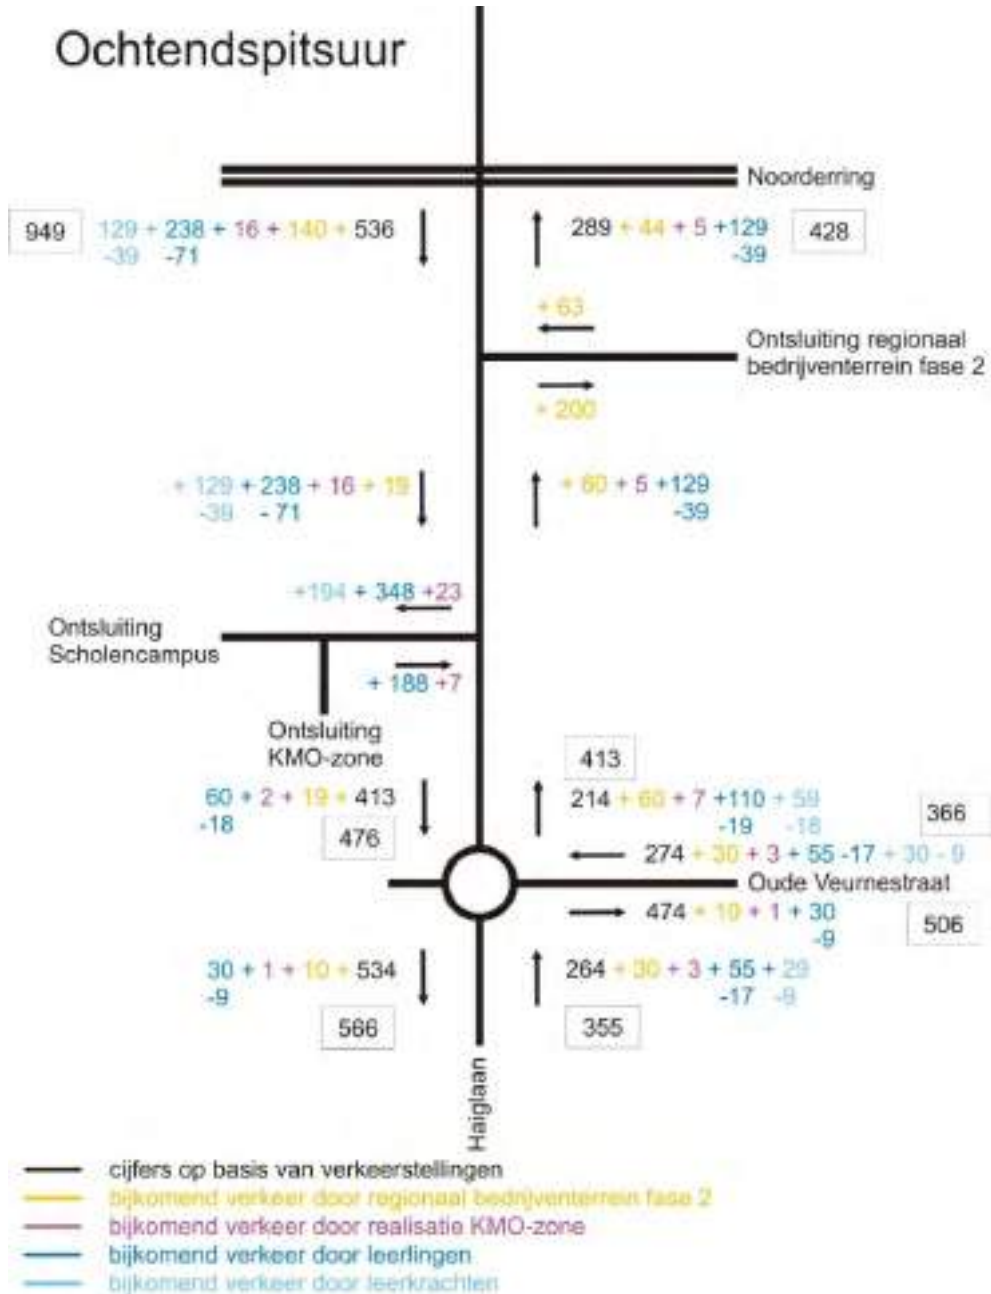 Ochtendspitsuur
Noorderring
949
129 + 238 + 16 + 140 + 536
-39 -71
289 + 44 + 5 +129
-39
428
+ 63
Ontsluiting regionaal
bedrijventerrein fase 2
+ 200
+ 129 + 238 + 16 + 19
-39 - 71
+ 60 + 5 +129
-39
+194 + 348 +23
Ontsluiting
Scholencampus
+ 188 +7
Ontsluiting
KMO-zone
413
60 + 2 + 19 + 413
-18
476
214 + 60 + 7 +110 + 59
-19 -18
366
274 + 30 + 3 + 55 -17 + 30 - 9
Oude Veurnestraat
474 + 10 + 1 + 30
-9
506
30 + 1 + 10 + 534
-9
566
264 + 30 + 3 + 55 + 29
-17 -9
355
Haiglaan
cijfers op basis van verkeerstellingen
bijkomend verkeer door regionaal bedrijventerrein fase 2
bijkomend verkeer door realisatie KMO-zone
bijkomend verkeer door leerlingen
bijkomend verkeer door leerkrachten